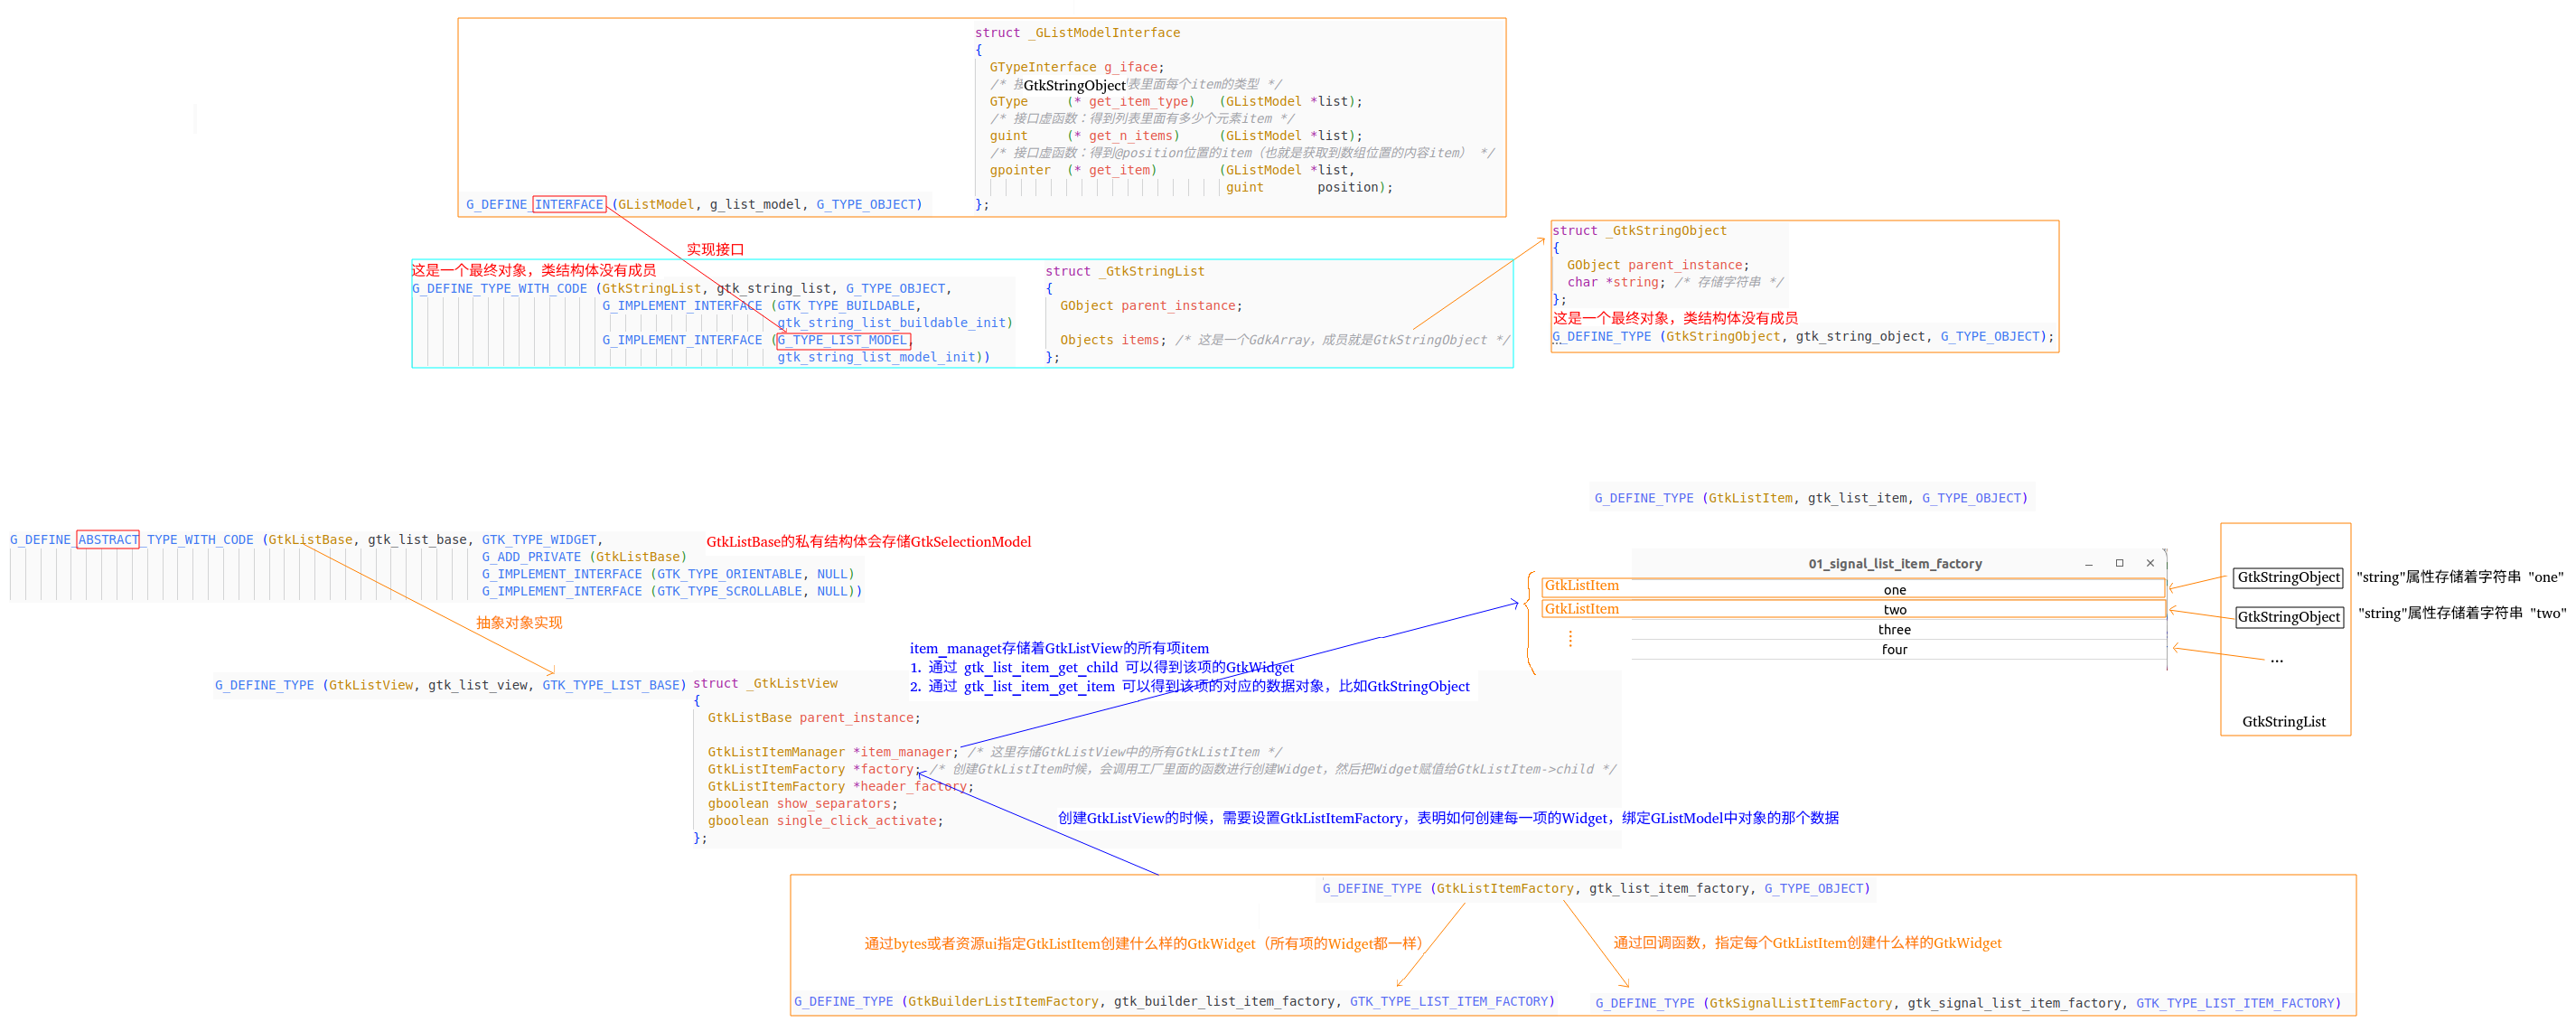 struct _GListModelInterface
{
GTypeInterface g_iface;
/* 接 GtkStringObject 表里面每个item的类型 */
GType (* get_item_type) (GListModel *list);
/* 接口虚函数：得到列表里面有多少个元素item */
guint (* get_n_items) (GListModel *list);
/* 接口虚函数：得到@position位置的item（也就是获取到数组位置的内容item） */
gpointer (* get_item) (GListModel *list,
guint position);
};
G_DEFINE_INTERFACE (GListModel, g_list_model, G_TYPE_OBJECT)
实现接口
这是一个最终对象，类结构体没有成员
G_DEFINE_TYPE_WITH_CODE (GtkStringList, gtk_string_list, G_TYPE_OBJECT,
G_IMPLEMENT_INTERFACE (GTK_TYPE_BUILDABLE,
gtk_string_list_buildable_init)
G_IMPLEMENT_INTERFACE (G_TYPE_LIST_MODEL,
gtk_string_list_model_init))
struct _GtkStringList
{
GObject parent_instance;
Objects items; /* 这是一个GdkArray，成员就是GtkStringObject */
};
struct _GtkStringObject
{
GObject parent_instance;
char *string; /* 存储字符串 */
};
这是一个最终对象，类结构体没有成员
G_DEFINE_TYPE (GtkStringObject, gtk_string_object, G_TYPE_OBJECT);
G_DEFINE_TYPE (GtkListItem, gtk_list_item, G_TYPE_OBJECT)
G_DEFINE_ABSTRACT_TYPE_WITH_CODE (GtkListBase, gtk_list_base, GTK_TYPE_WIDGET,
G_ADD_PRIVATE (GtkListBase)
G_IMPLEMENT_INTERFACE (GTK_TYPE_ORIENTABLE, NULL)
G_IMPLEMENT_INTERFACE (GTK_TYPE_SCROLLABLE, NULL))
GtkListBase的私有结构体会存储GtkSelectionModel
抽象对象实现
G_DEFINE_TYPE (GtkListView, gtk_list_view, GTK_TYPE_LIST_BASE)
item_managet存储着GtkListView的所有项item
1. 通过 gtk_list_item_get_child 可以得到该项的GtkWidget
2. 通过 gtk_list_item_get_item 可以得到该项的对应的数据对象，比如GtkStringObject
struct _GtkListView
{
GtkListBase parent_instance;
GtkListItemManager *item_manager; /* 这里存储GtkListView中的所有GtkListItem */
GtkListItemFactory *factory; /* 创建GtkListItem时候，会调用工厂里面的函数进行创建Widget，然后把Widget赋值给GtkListItem->child */
GtkListItemFactory *header_factory;
gboolean show_separators;
gboolean single_click_activate;
};
01_signal_list_item_factory
GtkListItem
one
GtkListItem
two
three
four
GtkStringObject
"string"属性存储着字符串 "one"
GtkStringObject
"string"属性存储着字符串 "two"
...
GtkStringList
创建GtkListView的时候，需要设置GtkListItemFactory，表明如何创建每一项的Widget，绑定GListModel中对象的那个数据
G_DEFINE_TYPE (GtkListItemFactory, gtk_list_item_factory, G_TYPE_OBJECT)
通过bytes或者资源ui指定GtkListItem创建什么样的GtkWidget（所有项的Widget都一样）
通过回调函数，指定每个GtkListItem创建什么样的GtkWidget
G_DEFINE_TYPE (GtkBuilderListItemFactory, gtk_builder_list_item_factory, GTK_TYPE_LIST_ITEM_FACTORY)
G_DEFINE_TYPE (GtkSignalListItemFactory, gtk_signal_list_item_factory, GTK_TYPE_LIST_ITEM_FACTORY)